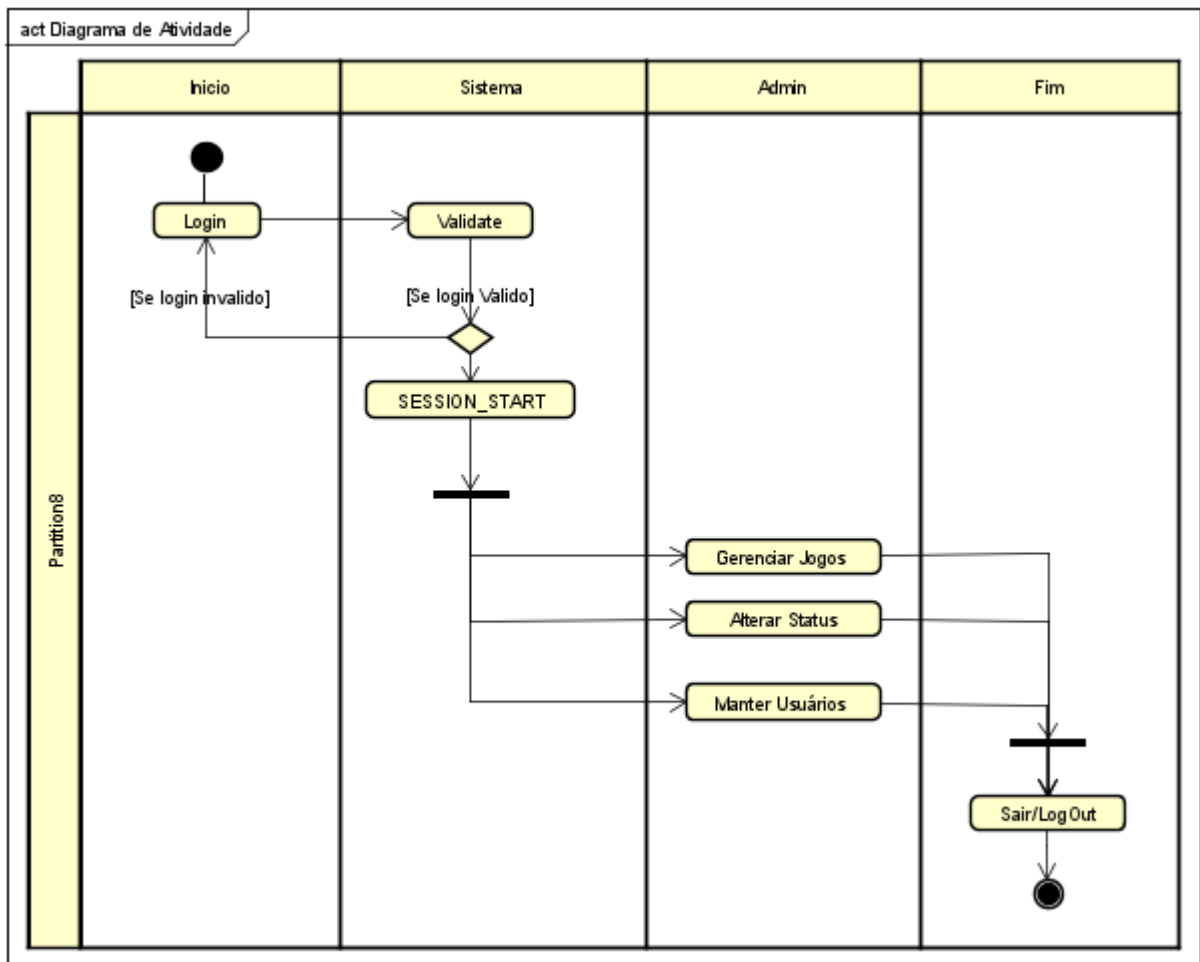 act Diagrama de Atividade
Inicio
Sistema
Admin
Fim
Partition8
Login
Validate
[Se login invalido]
[Se login Valido]
SESSION_START
Gerenciar Jogos
Alterar Status
Manter Usuários
Sair/LogOut